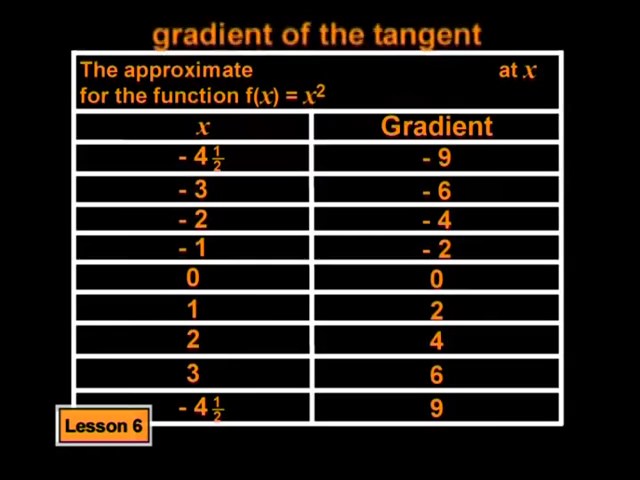 gradient of the tangent
The approximate at x
for the function f(x) = x²
x Gradient
- 4 1/2 - 9
- 3 - 6
- 2 - 4
- 1 - 2
0 0
1 2
2 4
3 6
- 4 1/2 9
Lesson 6